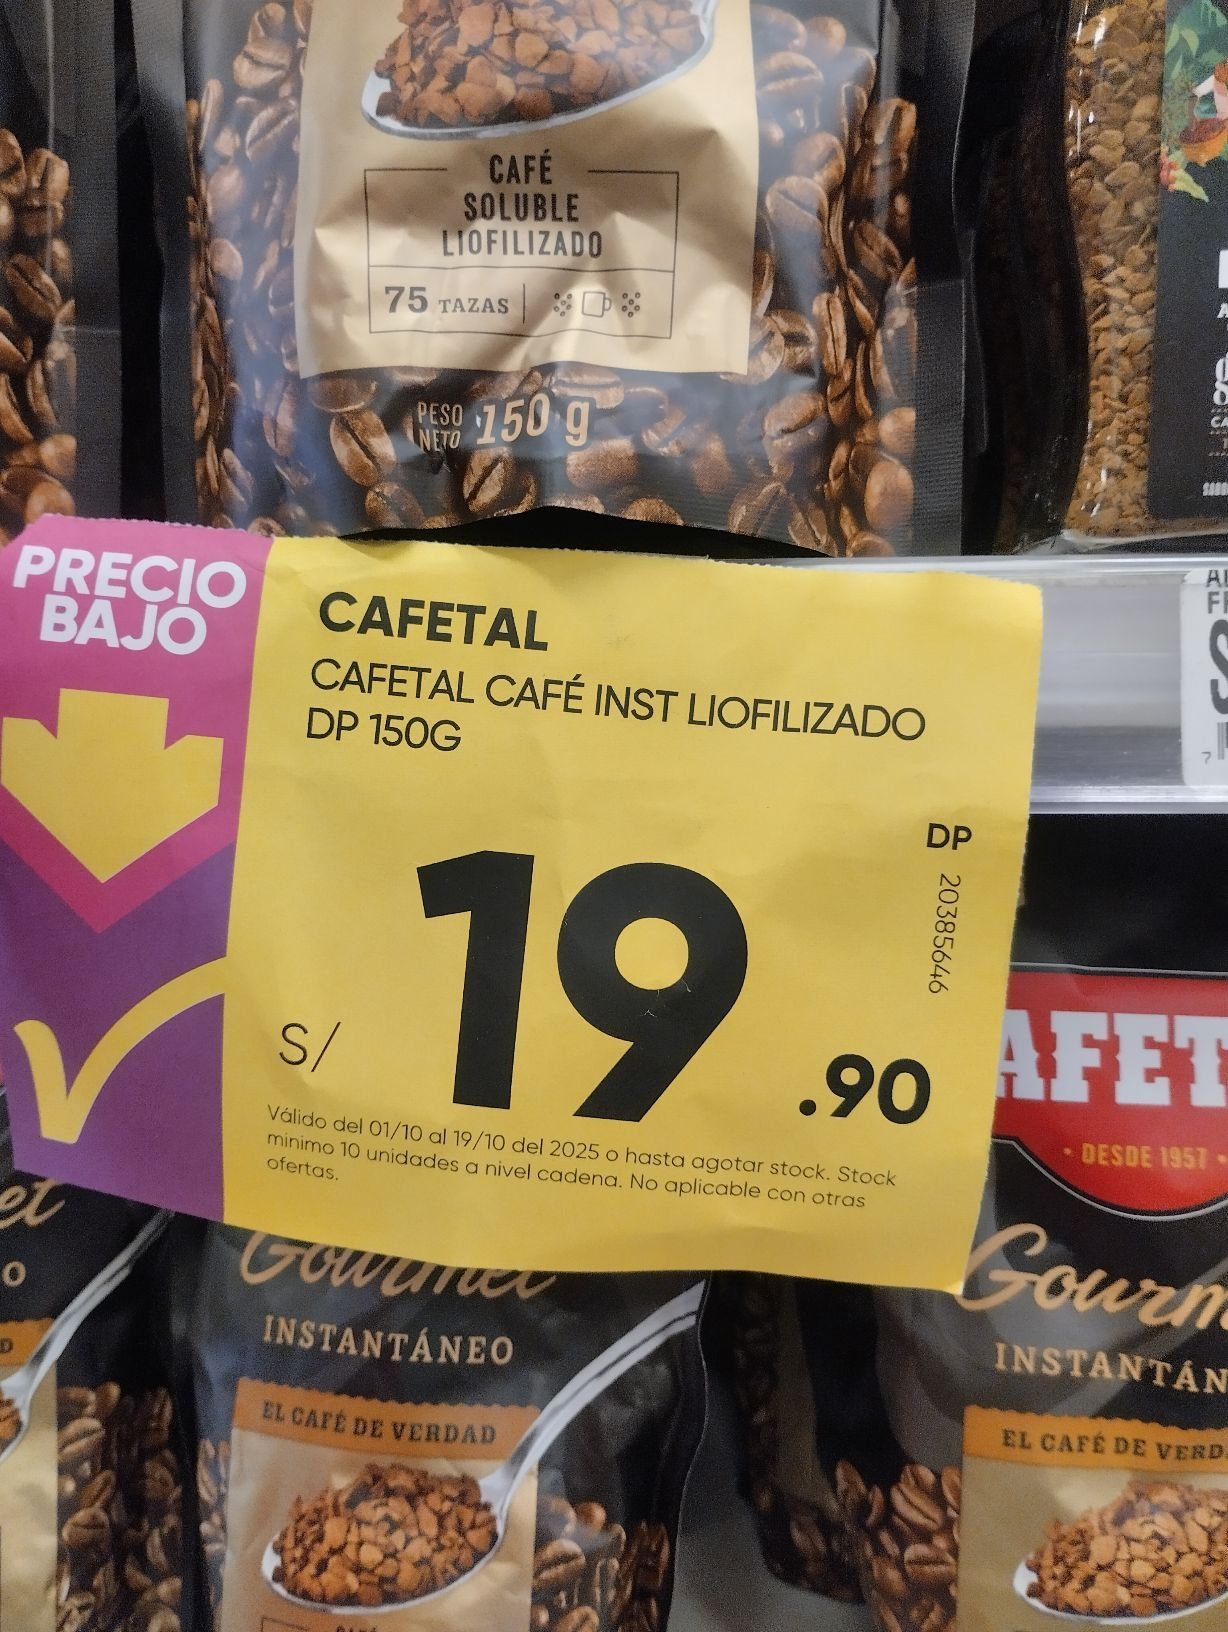 CAFÉ
SOLUBLE
LIOFILIZADO
75 TAZAS
PESO
NETO 150 g
PRECIO
BAJO
CAFETAL
CAFETAL CAFÉ INST LIOFILIZADO
DP 150G
DP
20385646
S/ 19.90
Válido del 01/10 al 19/10 del 2025 o hasta agotar stock. Stock
minimo 10 unidades a nivel cadena. No aplicable con otras
ofertas.
AFET
• DESDE 1957 •
Gourmet
INSTANTÁNEO
EL CAFÉ DE VERDAD
Gourm
INSTANTÁN
EL CAFÉ DE VERD